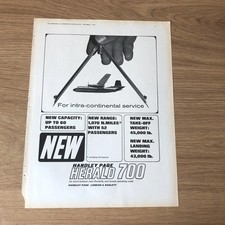 For intra-continental service
NEW CAPACITY:
UP TO 60
PASSENGERS
NEW RANGE:
1,070 N.MILES*
WITH 52
PASSENGERS
NEW MAX.
TAKE-OFF
WEIGHT:
45,000 lb.
NEW
NEW MAX.
LANDING
WEIGHT:
43,000 lb.
HANDLEY PAGE
HERALD 700
HANDLEY PAGE LONDON & RADLETT